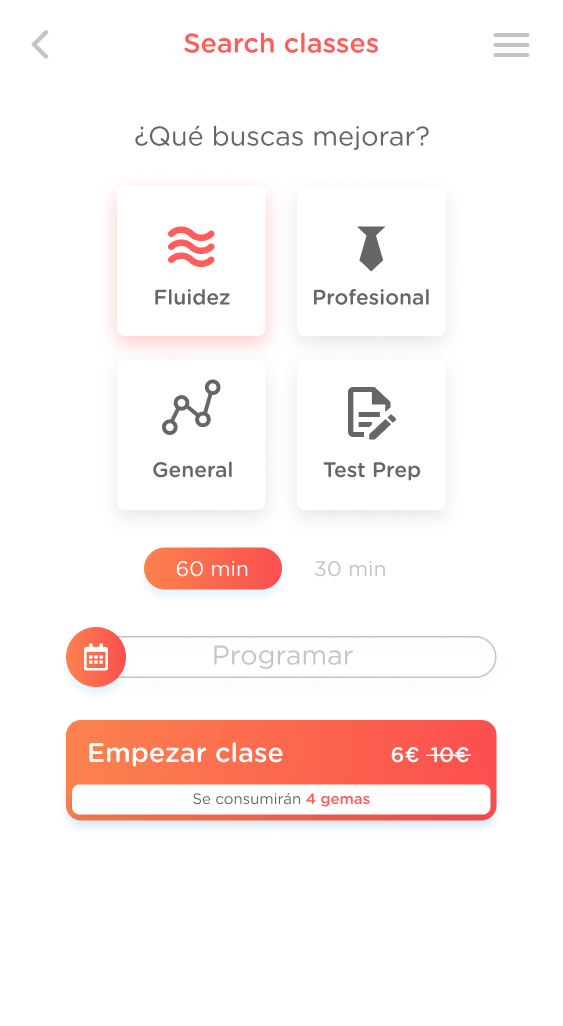 Search classes
¿Qué buscas mejorar?
Fluidez
Profesional
General
Test Prep
60 min
30 min
Programar
Empezar clase
6€ 10€
Se consumirán 4 gemas